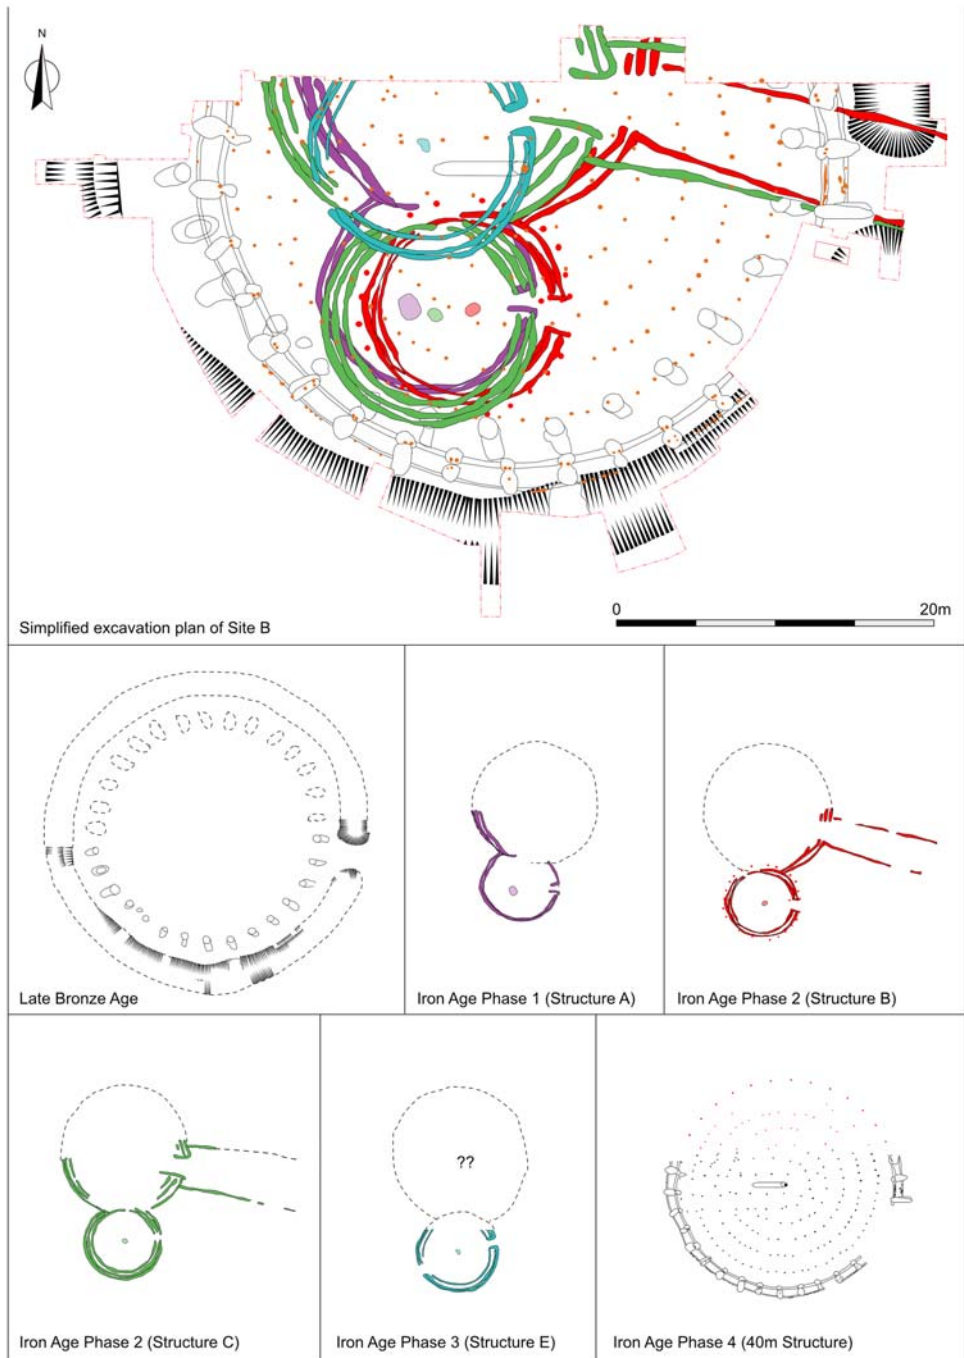 N
0
20m
Simplified excavation plan of Site B
Late Bronze Age
Iron Age Phase 1 (Structure A)
Iron Age Phase 2 (Structure B)
??
Iron Age Phase 2 (Structure C)
Iron Age Phase 3 (Structure E)
Iron Age Phase 4 (40m Structure)